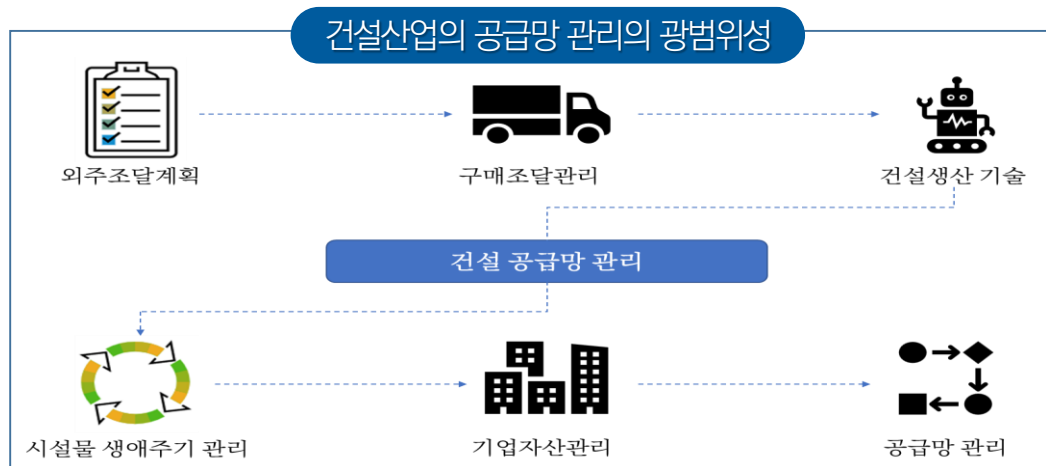 건설산업의 공급망 관리의 광범위성
외주조달계획
구매조달관리
건설생산 기술
건설 공급망 관리
시설물 생애주기 관리
기업자산관리
공급망 관리